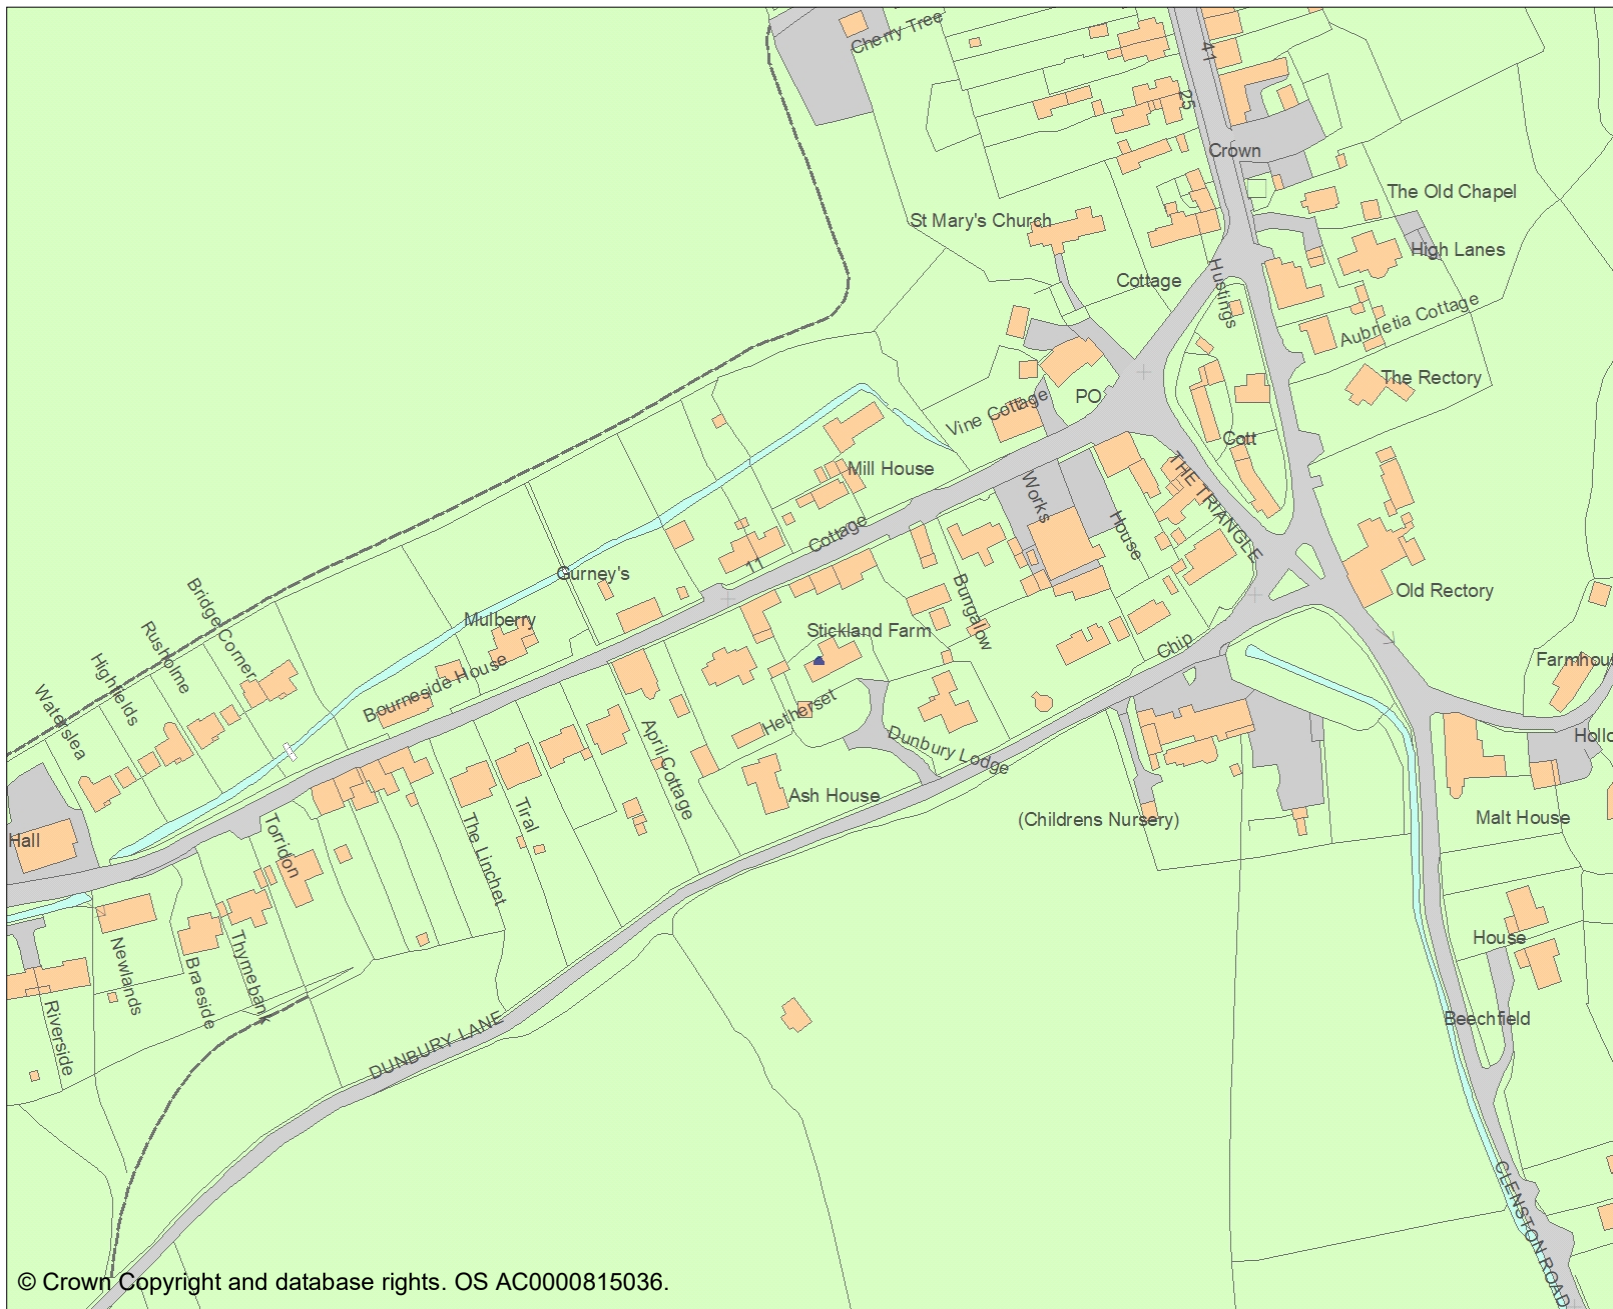 Cherry Tree
41
25
Crown
The Old Chapel
St Mary's Church
High Lanes
Cottage
Hustings
Aubrietia Cottage
The Rectory
PO
Vine Cottage
Cott
Mill House
THE TRIANGLE
Works
House
Cottage
11
Gurney's
Bungalow
Old Rectory
Mulberry
Bridge Corner
Rusholme
Highfields
Waterslea
Stickland Farm
Chip
Farmhou
Bourneside House
Hetherset
Dunbury Lodge
April Cottage
Hollo
Ash House
(Childrens Nursery)
Malt House
Hall
Torridon
The Linchet
Tiral
House
Newlands
Braeside
Thymebank
Riverside
Beechfield
DUNBURY LANE
CLENSTON ROAD
© Crown Copyright and database rights. OS AC0000815036.